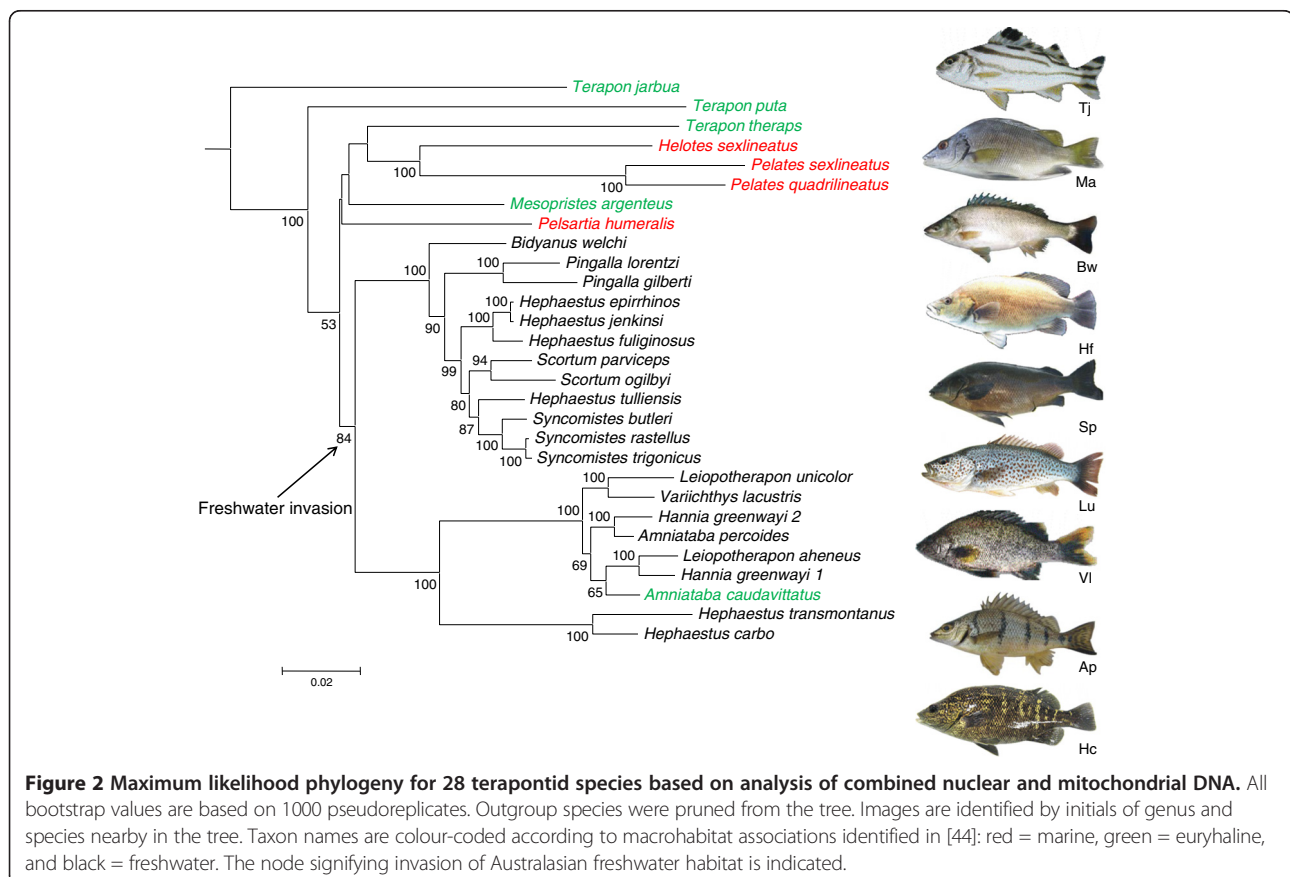 Terapon jarbua
Terapon puta
Terapon theraps
Helotes sexlineatus
100
Pelates sexlineatus
100
Pelates quadrilineatus
Mesopristes argenteus
100
Pelsartia humeralis
Bidyanus welchi
100
100
Pingalla lorentzi
Pingalla gilberti
100
Hephaestus epirrhinos
53
90
100
Hephaestus jenkinsi
Hephaestus fuliginosus
99
94
Scortum parviceps
Scortum ogilbyi
80
Hephaestus tulliensis
87
Syncomistes butleri
84
100
Syncomistes rastellus
100
Syncomistes trigonicus
Freshwater invasion
100
Leiopotherapon unicolor
100
Variichthys lacustris
100
Hannia greenwayi 2
Amniataba percoides
69
100
Leiopotherapon aheneus
100
Hannia greenwayi 1
65
Amniataba caudavittatus
Hephaestus transmontanus
100
Hephaestus carbo
0.02
Tj
Ma
Bw
Hf
Sp
Lu
Vl
Ap
Hc
Figure 2 Maximum likelihood phylogeny for 28 terapontid species based on analysis of combined nuclear and mitochondrial DNA. All
bootstrap values are based on 1000 pseudoreplicates. Outgroup species were pruned from the tree. Images are identified by initials of genus and
species nearby in the tree. Taxon names are colour-coded according to macrohabitat associations identified in [44]: red = marine, green = euryhaline,
and black = freshwater. The node signifying invasion of Australasian freshwater habitat is indicated.